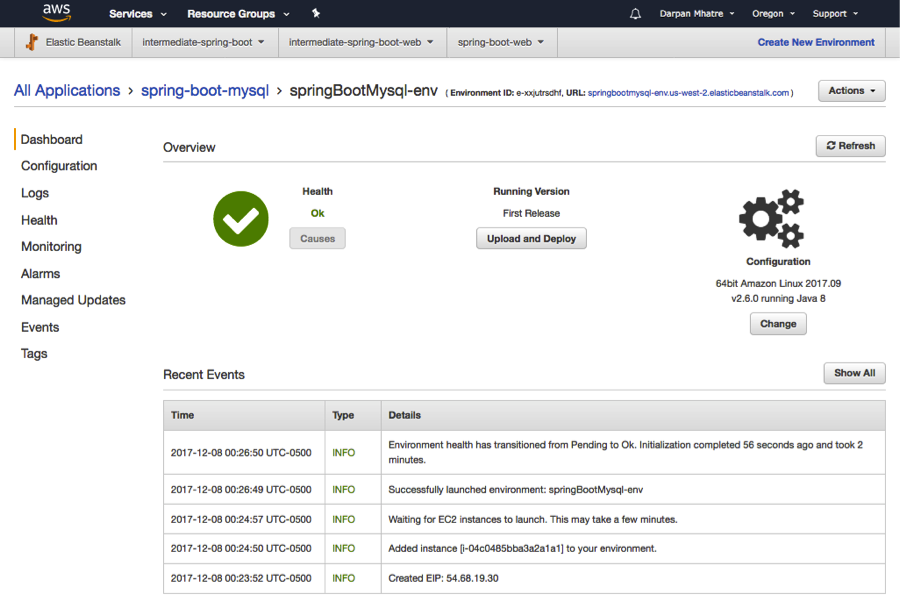 aws Services Resource Groups Darpan Mhatre Oregon Support
Elastic Beanstalk intermediate-spring-boot intermediate-spring-boot-web spring-boot-web Create New Environment
All Applications > spring-boot-mysql > springBootMysql-env ( Environment ID: e-xxjutrsdhf, URL: springbootmysql-env.us-west-2.elasticbeanstalk.com ) Actions
Dashboard
Configuration
Logs
Health
Monitoring
Alarms
Managed Updates
Events
Tags
Overview Refresh
Health
Ok
Causes
Running Version
First Release
Upload and Deploy
Configuration
64bit Amazon Linux 2017.09
v2.6.0 running Java 8
Change
Recent Events Show All
Time Type Details
2017-12-08 00:26:50 UTC-0500 INFO Environment health has transitioned from Pending to Ok. Initialization completed 56 seconds ago and took 2
minutes.
2017-12-08 00:26:49 UTC-0500 INFO Successfully launched environment: springBootMysql-env
2017-12-08 00:24:57 UTC-0500 INFO Waiting for EC2 instances to launch. This may take a few minutes.
2017-12-08 00:24:50 UTC-0500 INFO Added instance [i-04c0485bba3a2a1a1] to your environment.
2017-12-08 00:23:52 UTC-0500 INFO Created EIP: 54.68.19.30